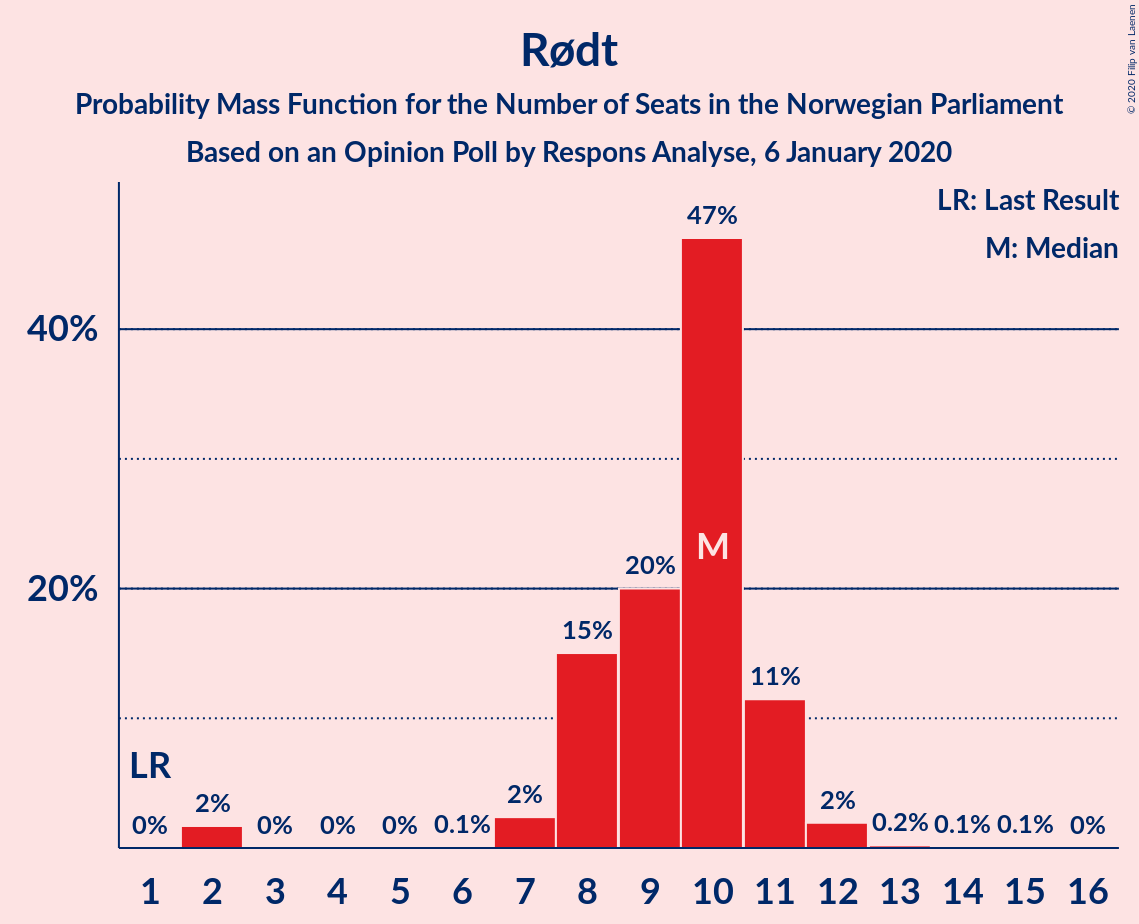 © 2020 Filip van Laenen
Rødt
Probability Mass Function for the Number of Seats in the Norwegian Parliament
Based on an Opinion Poll by Respons Analyse, 6 January 2020
LR: Last Result
M: Median
47%
40%
M
20%
20%
15%
11%
LR
0% 2% 0% 0% 0% 0.1% 2% 2% 0.2% 0.1% 0.1% 0%
1 2 3 4 5 6 7 8 9 10 11 12 13 14 15 16